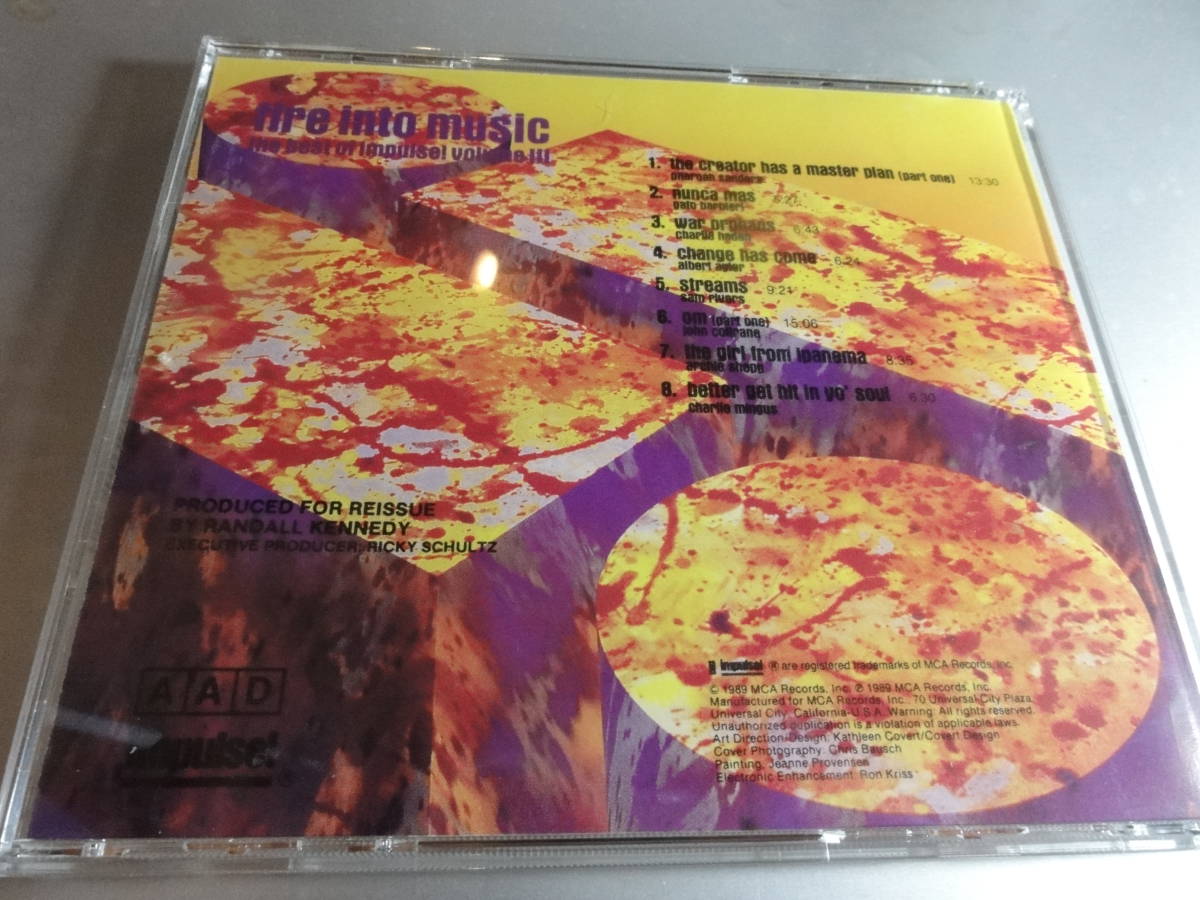 fire into music
the best of impulse! volume III
1. the creator has a master plan (part one) 13:30
pharoah sanders
2. nunca mas 5:27
gato barbieri
3. war orphans 6:43
charlie haden
4. change has come 6:24
albert ayler
5. streams 9:21
sam rivers
6. om (part one) 15:06
john coltrane
7. the girl from ipanema 8:35
archie shepp
8. better get hit in yo' soul 6:30
charlie mingus
PRODUCED FOR REISSUE
BY RANDALL KENNEDY
EXECUTIVE PRODUCER: RICKY SCHULTZ
AAD
impulse!
impulse! ® are registered trademarks of MCA Records, Inc.
© 1989 MCA Records, Inc. ℗ 1989 MCA Records, Inc.
Manufactured for MCA Records, Inc., 70 Universal City Plaza,
Universal City, California-U.S.A. Warning: All rights reserved.
Unauthorized duplication is a violation of applicable laws.
Art Direction/Design: Kathleen Covert/Covert Design
Cover Photography: Chris Bausch
Painting: Jeanne Provensen
Electronic Enhancement: Ron Kriss